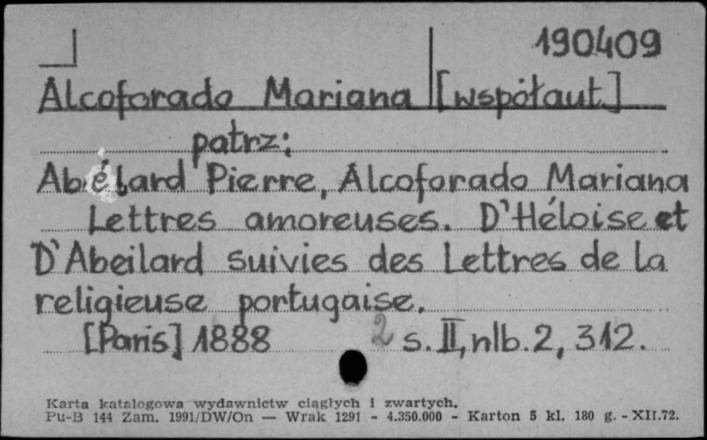 190409
Alcoforado Mariana [współaut.]
patrz:
Abélard Pierre, Alcoforado Mariana
Lettres amoreuses. D'Héloise et
D'Abeilard suivies des Lettres de la
religieuse portugaise.
[Paris] 1888 2 s. II, nlb. 2, 312.
Karta katalogowa wydawnictw ciągłych i zwartych.
Pu-B 144 Zam. 1991/DW/On — Wrak 1291 - 4.350.000 - Karton 5 kl. 180 g. - XII.72.